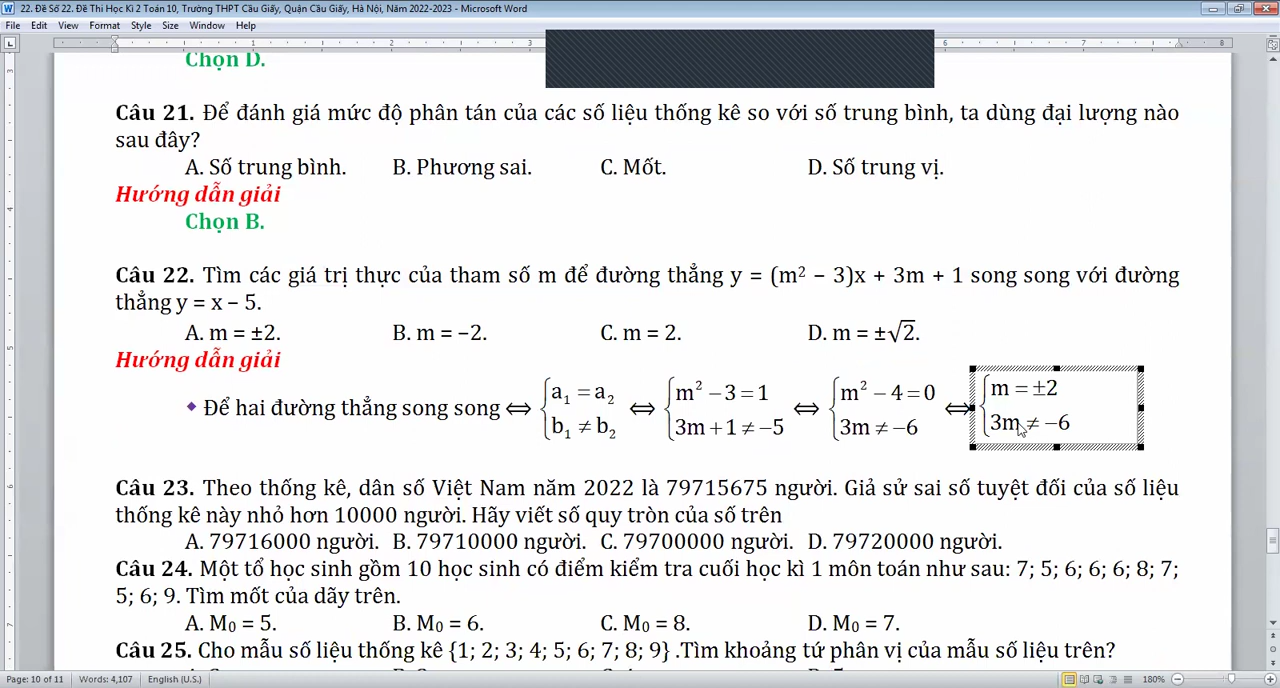 22. Đề Số 22. Đề Thi Học Kì 2 Toán 10, Trường THPT Cầu Giấy, Quận Cầu Giấy, Hà Nội, Năm 2022-2023 - Microsoft Word
File Edit View Format Style Size Window Help
1 2 3 6 7 8
Chọn D.
Câu 21. Để đánh giá mức độ phân tán của các số liệu thống kê so với số trung bình, ta dùng đại lượng nào
sau đây?
A. Số trung bình. B. Phương sai. C. Mốt. D. Số trung vị.
Hướng dẫn giải
Chọn B.
Câu 22. Tìm các giá trị thực của tham số m để đường thẳng y = (m² − 3)x + 3m + 1 song song với đường
thẳng y = x – 5.
A. m = ±2. B. m = −2. C. m = 2. D. m = ±√2.
Hướng dẫn giải
◆ Để hai đường thẳng song song ⇔ { a₁ = a₂ ; b₁ ≠ b₂ ⇔ { m² − 3 = 1 ; 3m + 1 ≠ −5 ⇔ { m² − 4 = 0 ; 3m ≠ −6 ⇔ { m = ±2 ; 3m ≠ −6
Câu 23. Theo thống kê, dân số Việt Nam năm 2022 là 79715675 người. Giả sử sai số tuyệt đối của số liệu
thống kê này nhỏ hơn 10000 người. Hãy viết số quy tròn của số trên
A. 79716000 người. B. 79710000 người. C. 79700000 người. D. 79720000 người.
Câu 24. Một tổ học sinh gồm 10 học sinh có điểm kiểm tra cuối học kì 1 môn toán như sau: 7; 5; 6; 6; 6; 8; 7;
5; 6; 9. Tìm mốt của dãy trên.
A. M₀ = 5. B. M₀ = 6. C. M₀ = 8. D. M₀ = 7.
Câu 25. Cho mẫu số liệu thống kê {1; 2; 3; 4; 5; 6; 7; 8; 9} .Tìm khoảng tứ phân vị của mẫu số liệu trên?
Page: 10 of 11 Words: 4,107 English (U.S.) 180%